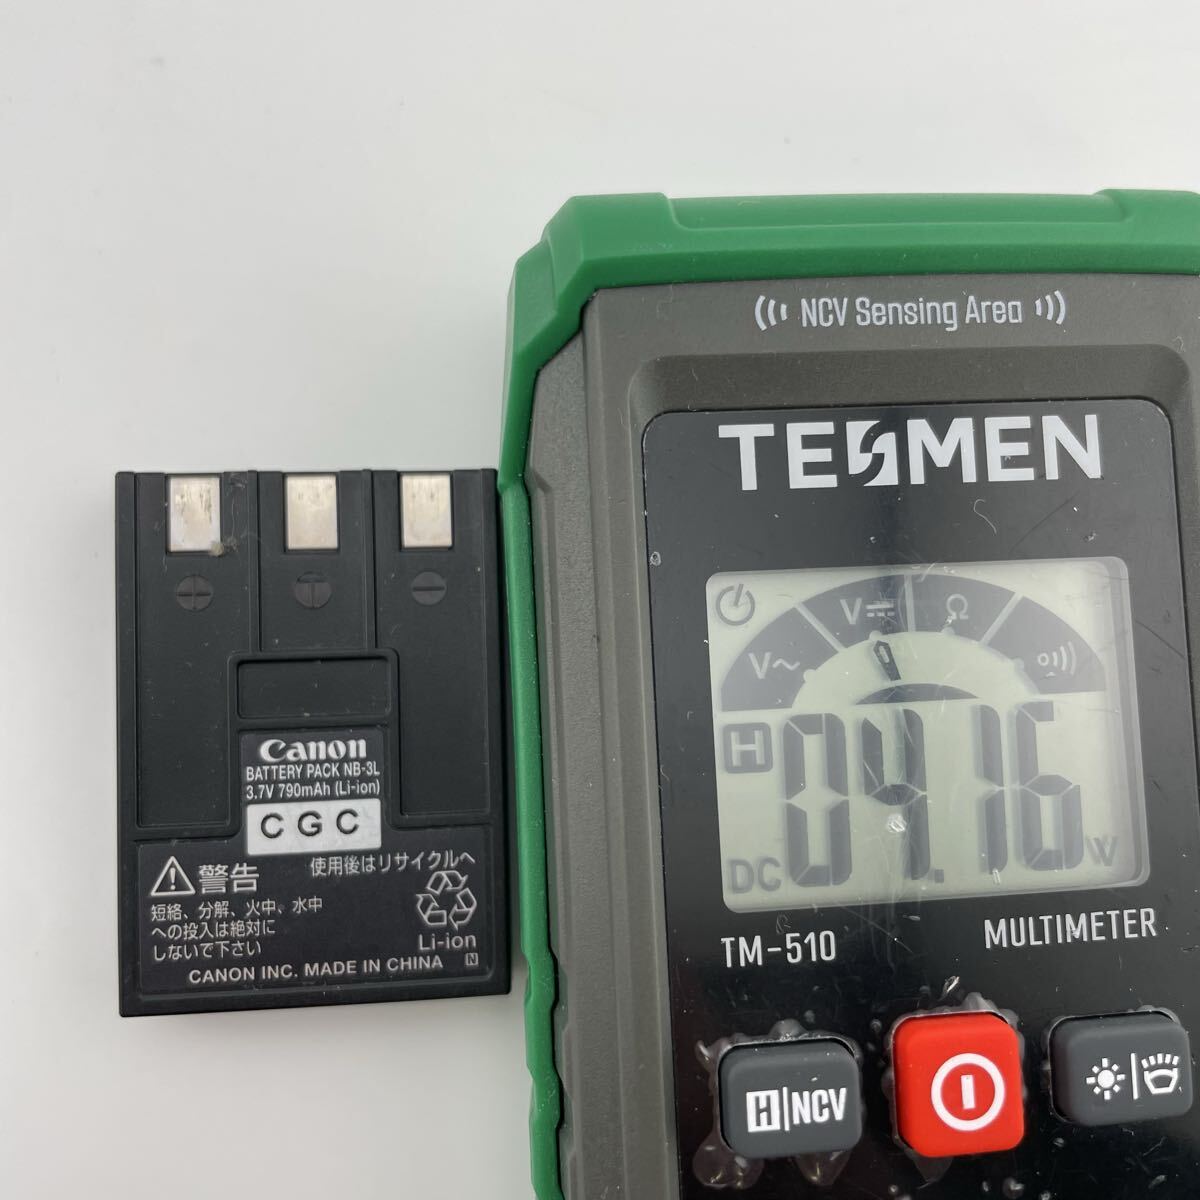 NCV Sensing Area
TESMEN
V~
V
Ω
H
04.16
DC
V
TM-510
MULTIMETER
H|NCV
+
T
−
Canon
BATTERY PACK NB-3L
3.7V 790mAh (Li-ion)
CGC
警告
使用後はリサイクルへ
短絡、分解、火中、水中
への投入は絶対に
しないで下さい
Li-ion
CANON INC. MADE IN CHINA
N